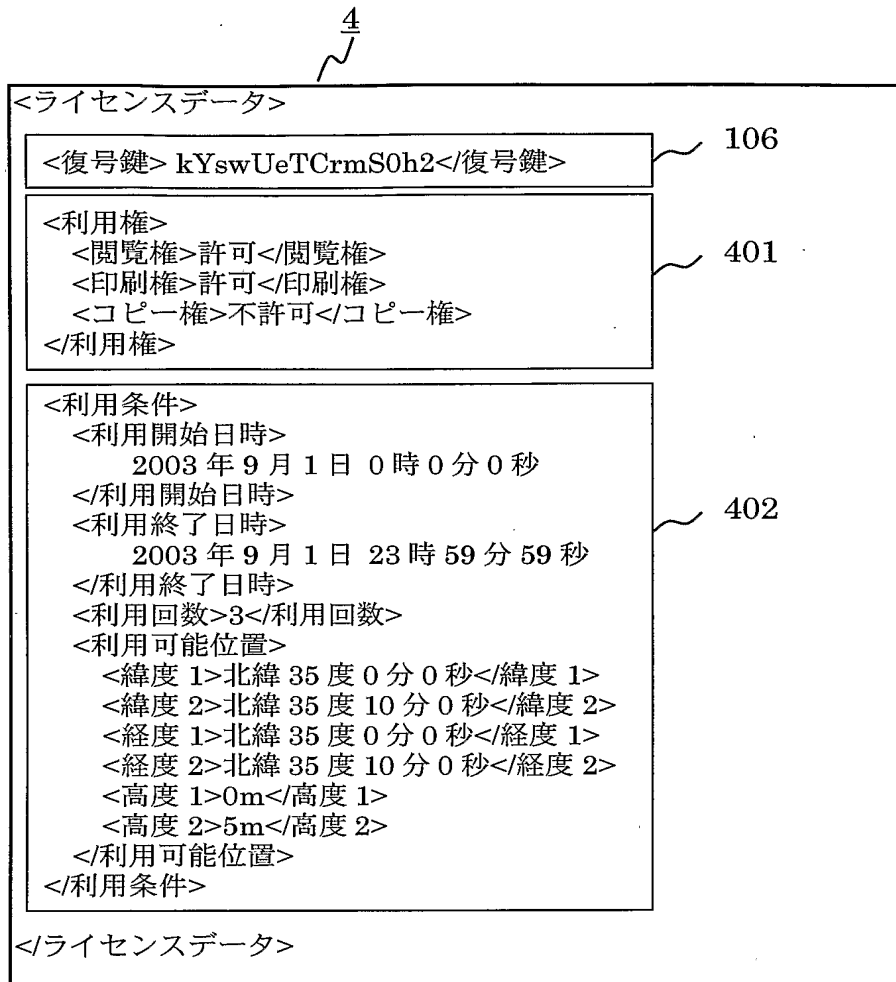 4
<ライセンスデータ>
<復号鍵> kYswUeTCrmS0h2</復号鍵>
106
<利用権>
<閲覧権>許可</閲覧権>
401
<印刷権>許可</印刷権>
<コピー権>不許可</コピー権>
</利用権>
<利用条件>
<利用開始日時>
2003 年 9 月 1 日 0 時 0 分 0 秒
</利用開始日時>
402
<利用終了日時>
2003 年 9 月 1 日 23 時 59 分 59 秒
</利用終了日時>
<利用回数>3</利用回数>
<利用可能位置>
<緯度 1>北緯 35 度 0 分 0 秒</緯度 1>
<緯度 2>北緯 35 度 10 分 0 秒</緯度 2>
<経度 1>北緯 35 度 0 分 0 秒</経度 1>
<経度 2>北緯 35 度 10 分 0 秒</経度 2>
<高度 1>0m</高度 1>
<高度 2>5m</高度 2>
</利用可能位置>
</利用条件>
</ライセンスデータ>